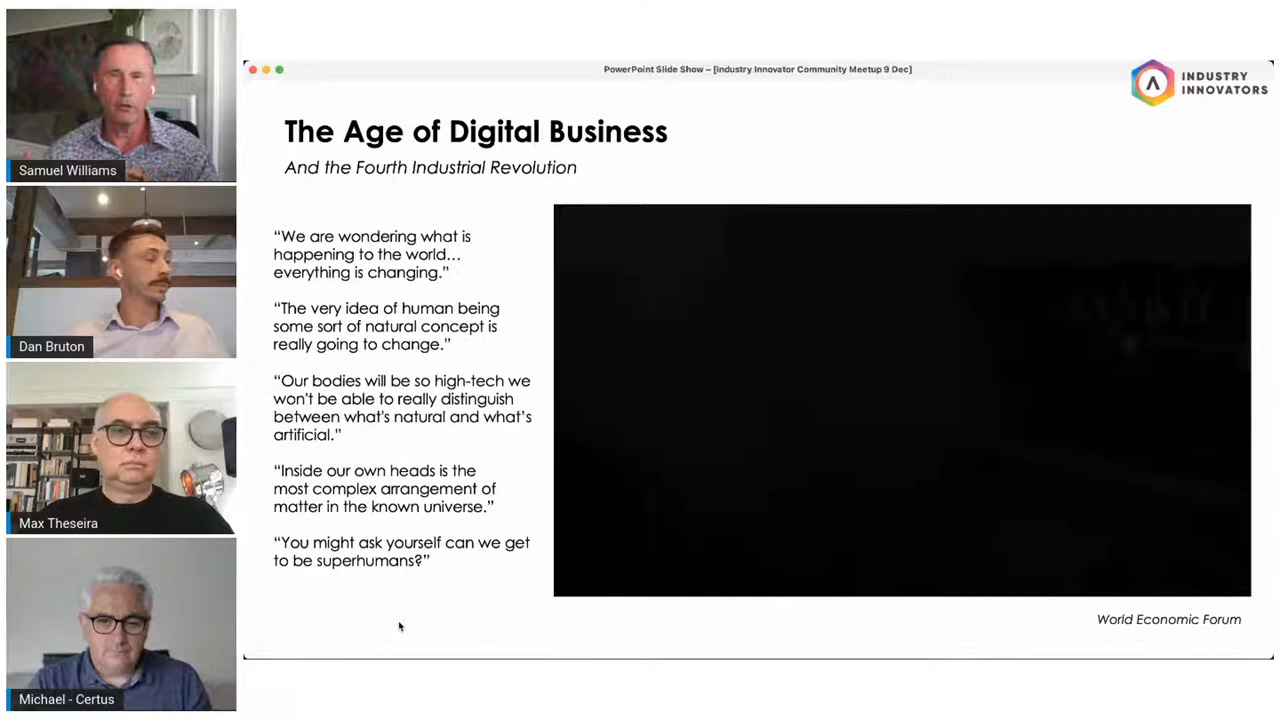 Samuel Williams
Dan Bruton
Max Theseira
Michael - Certus
PowerPoint Slide Show – [Industry Innovator Community Meetup 9 Dec]
INDUSTRY
INNOVATORS
The Age of Digital Business
And the Fourth Industrial Revolution
“We are wondering what is
happening to the world…
everything is changing.”
“The very idea of human being
some sort of natural concept is
really going to change.”
“Our bodies will be so high-tech we
won't be able to really distinguish
between what's natural and what’s
artificial.”
“Inside our own heads is the
most complex arrangement of
matter in the known universe.”
“You might ask yourself can we get
to be superhumans?”
World Economic Forum